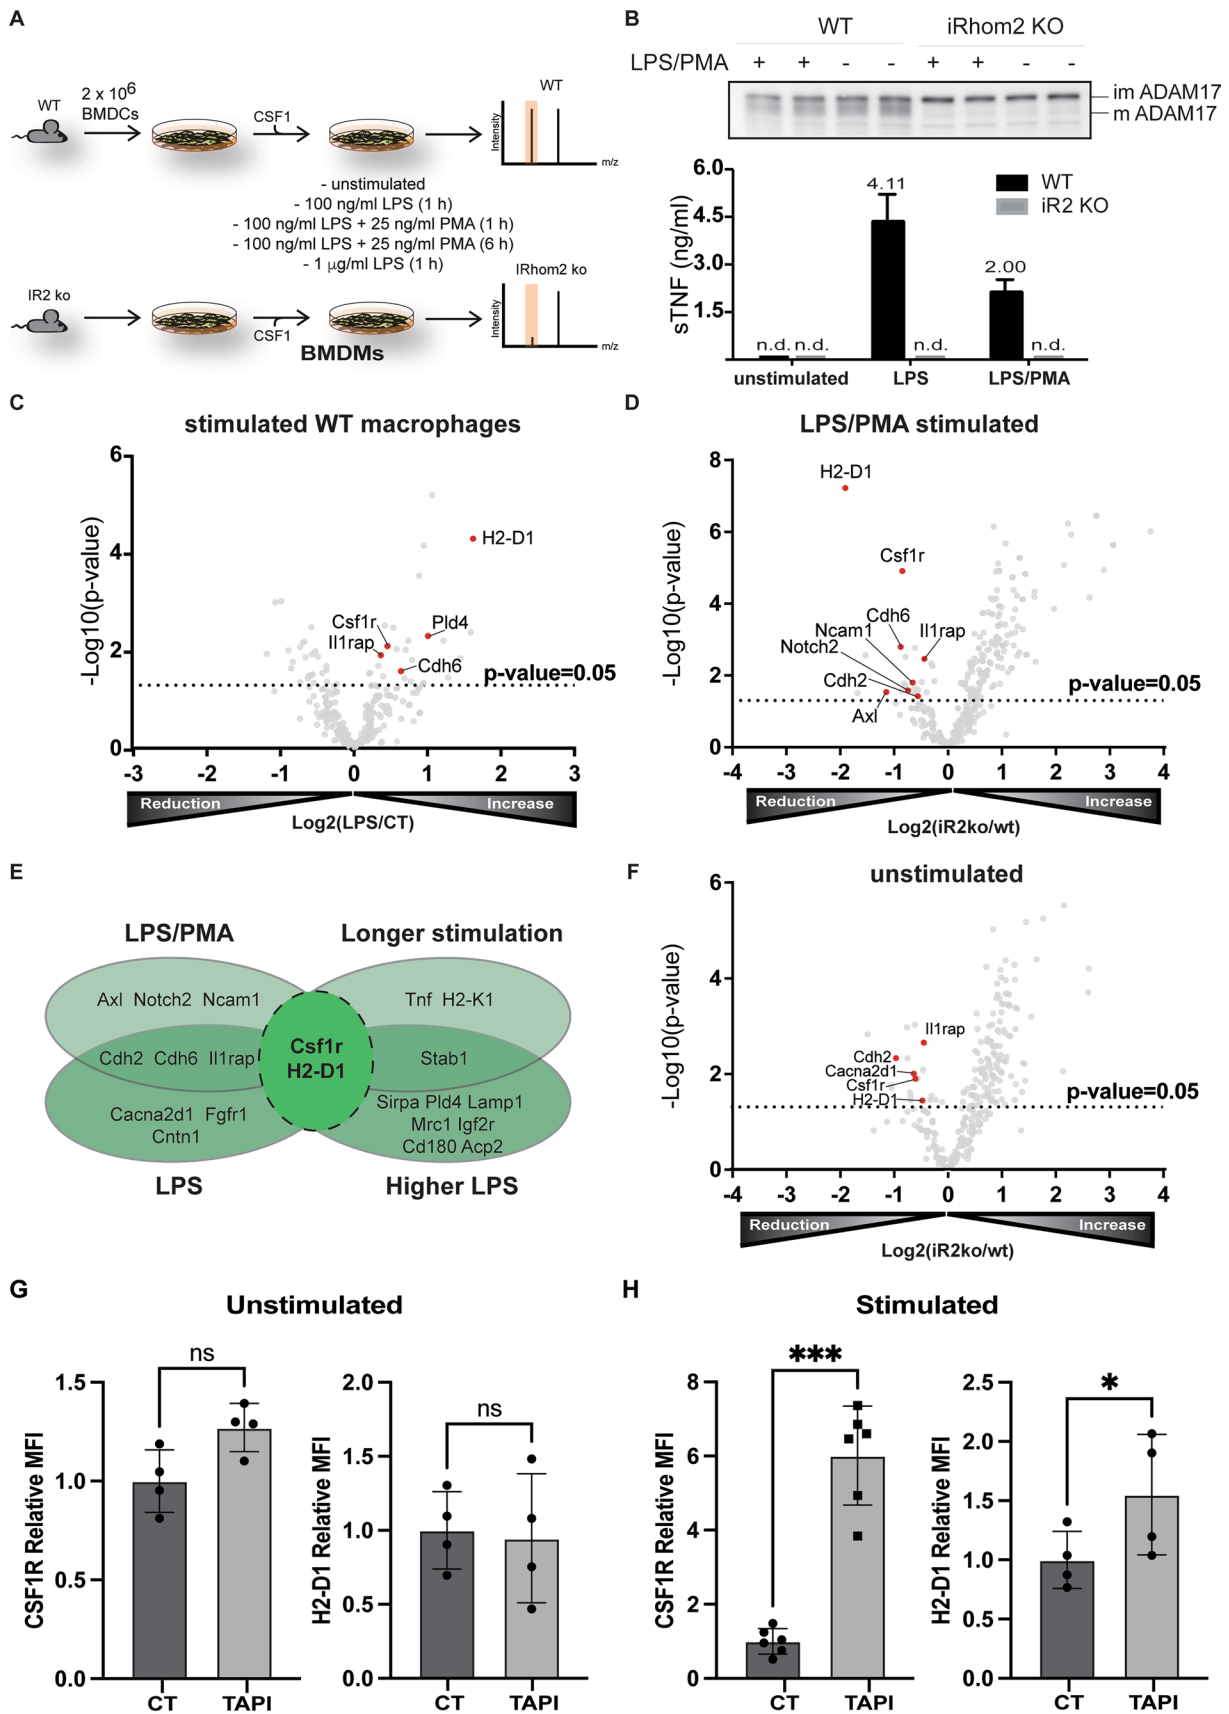 A
WT
2 x 10^6
BMDCs
CSF1
WT
Intensity
m/z
- unstimulated
- 100 ng/ml LPS (1 h)
- 100 ng/ml LPS + 25 ng/ml PMA (1 h)
- 100 ng/ml LPS + 25 ng/ml PMA (6 h)
- 1 µg/ml LPS (1 h)
IR2 ko
CSF1
BMDMs
IRhom2 ko
Intensity
m/z
B
WT iRhom2 KO
LPS/PMA + + - - + + - -
im ADAM17
m ADAM17
sTNF (ng/ml)
6.0
4.5
3.0
1.5
4.11
2.00
n.d. n.d. n.d. n.d.
WT
iR2 KO
unstimulated LPS LPS/PMA
C
stimulated WT macrophages
-Log10(p-value)
6
4
2
0
H2-D1
Csf1r
Pld4
Il1rap
Cdh6
p-value=0.05
-3 -2 -1 0 1 2 3
Reduction Increase
Log2(LPS/CT)
D
LPS/PMA stimulated
-Log10(p-value)
8
6
4
2
0
H2-D1
Csf1r
Cdh6
Ncam1
Il1rap
Notch2
Cdh2
Axl
p-value=0.05
-4 -3 -2 -1 0 1 2 3 4
Reduction Increase
Log2(iR2ko/wt)
E
LPS/PMA Longer stimulation
Axl Notch2 Ncam1
Tnf H2-K1
Cdh2 Cdh6 Il1rap
Csf1r
H2-D1
Stab1
Cacna2d1 Fgfr1
Cntn1
Sirpa Pld4 Lamp1
Mrc1 Igf2r
Cd180 Acp2
LPS Higher LPS
F
unstimulated
-Log10(p-value)
6
4
2
0
Il1rap
Cdh2
Cacna2d1
Csf1r
H2-D1
p-value=0.05
-4 -3 -2 -1 0 1 2 3 4
Reduction Increase
Log2(iR2ko/wt)
G
Unstimulated
CSF1R Relative MFI
1.5
1.0
0.5
0.0
ns
CT TAPI
H2-D1 Relative MFI
2.0
1.5
1.0
0.5
0.0
ns
CT TAPI
H
Stimulated
CSF1R Relative MFI
8
6
4
2
0
✱✱✱
CT TAPI
H2-D1 Relative MFI
2.5
2.0
1.5
1.0
0.5
0.0
✱
CT TAPI